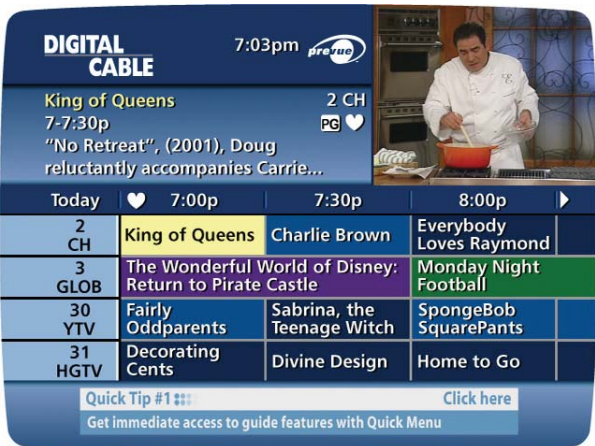 DIGITAL
CABLE
7:03pm
prevue
King of Queens
2 CH
7-7:30p
PG
"No Retreat", (2001), Doug
reluctantly accompanies Carrie...
Today 7:00p 7:30p 8:00p
2
CH
King of Queens
Charlie Brown
Everybody
Loves Raymond
3
GLOB
The Wonderful World of Disney:
Return to Pirate Castle
Monday Night
Football
30
YTV
Fairly
Oddparents
Sabrina, the
Teenage Witch
SpongeBob
SquarePants
31
HGTV
Decorating
Cents
Divine Design
Home to Go
Quick Tip #1
Click here
Get immediate access to guide features with Quick Menu